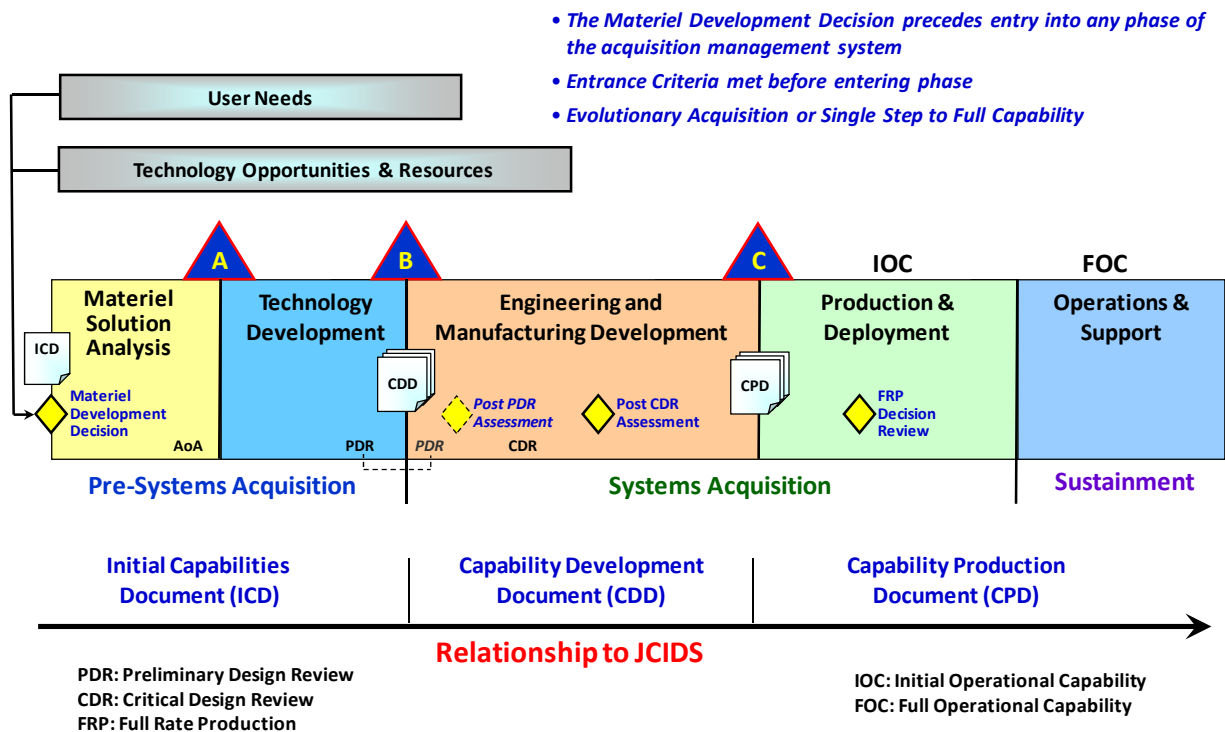 • The Materiel Development Decision precedes entry into any phase of
the acquisition management system
• Entrance Criteria met before entering phase
• Evolutionary Acquisition or Single Step to Full Capability
User Needs
Technology Opportunities & Resources
A
B
C
IOC
FOC
Materiel
Solution
Analysis
Technology
Development
Engineering and
Manufacturing Development
Production &
Deployment
Operations &
Support
ICD
CDD
CPD
Materiel
Development
Decision
Post PDR
Assessment
Post CDR
Assessment
FRP
Decision
Review
AoA
PDR
PDR
CDR
Pre-Systems Acquisition
Systems Acquisition
Sustainment
Initial Capabilities
Document (ICD)
Capability Development
Document (CDD)
Capability Production
Document (CPD)
Relationship to JCIDS
PDR: Preliminary Design Review
CDR: Critical Design Review
FRP: Full Rate Production
IOC: Initial Operational Capability
FOC: Full Operational Capability